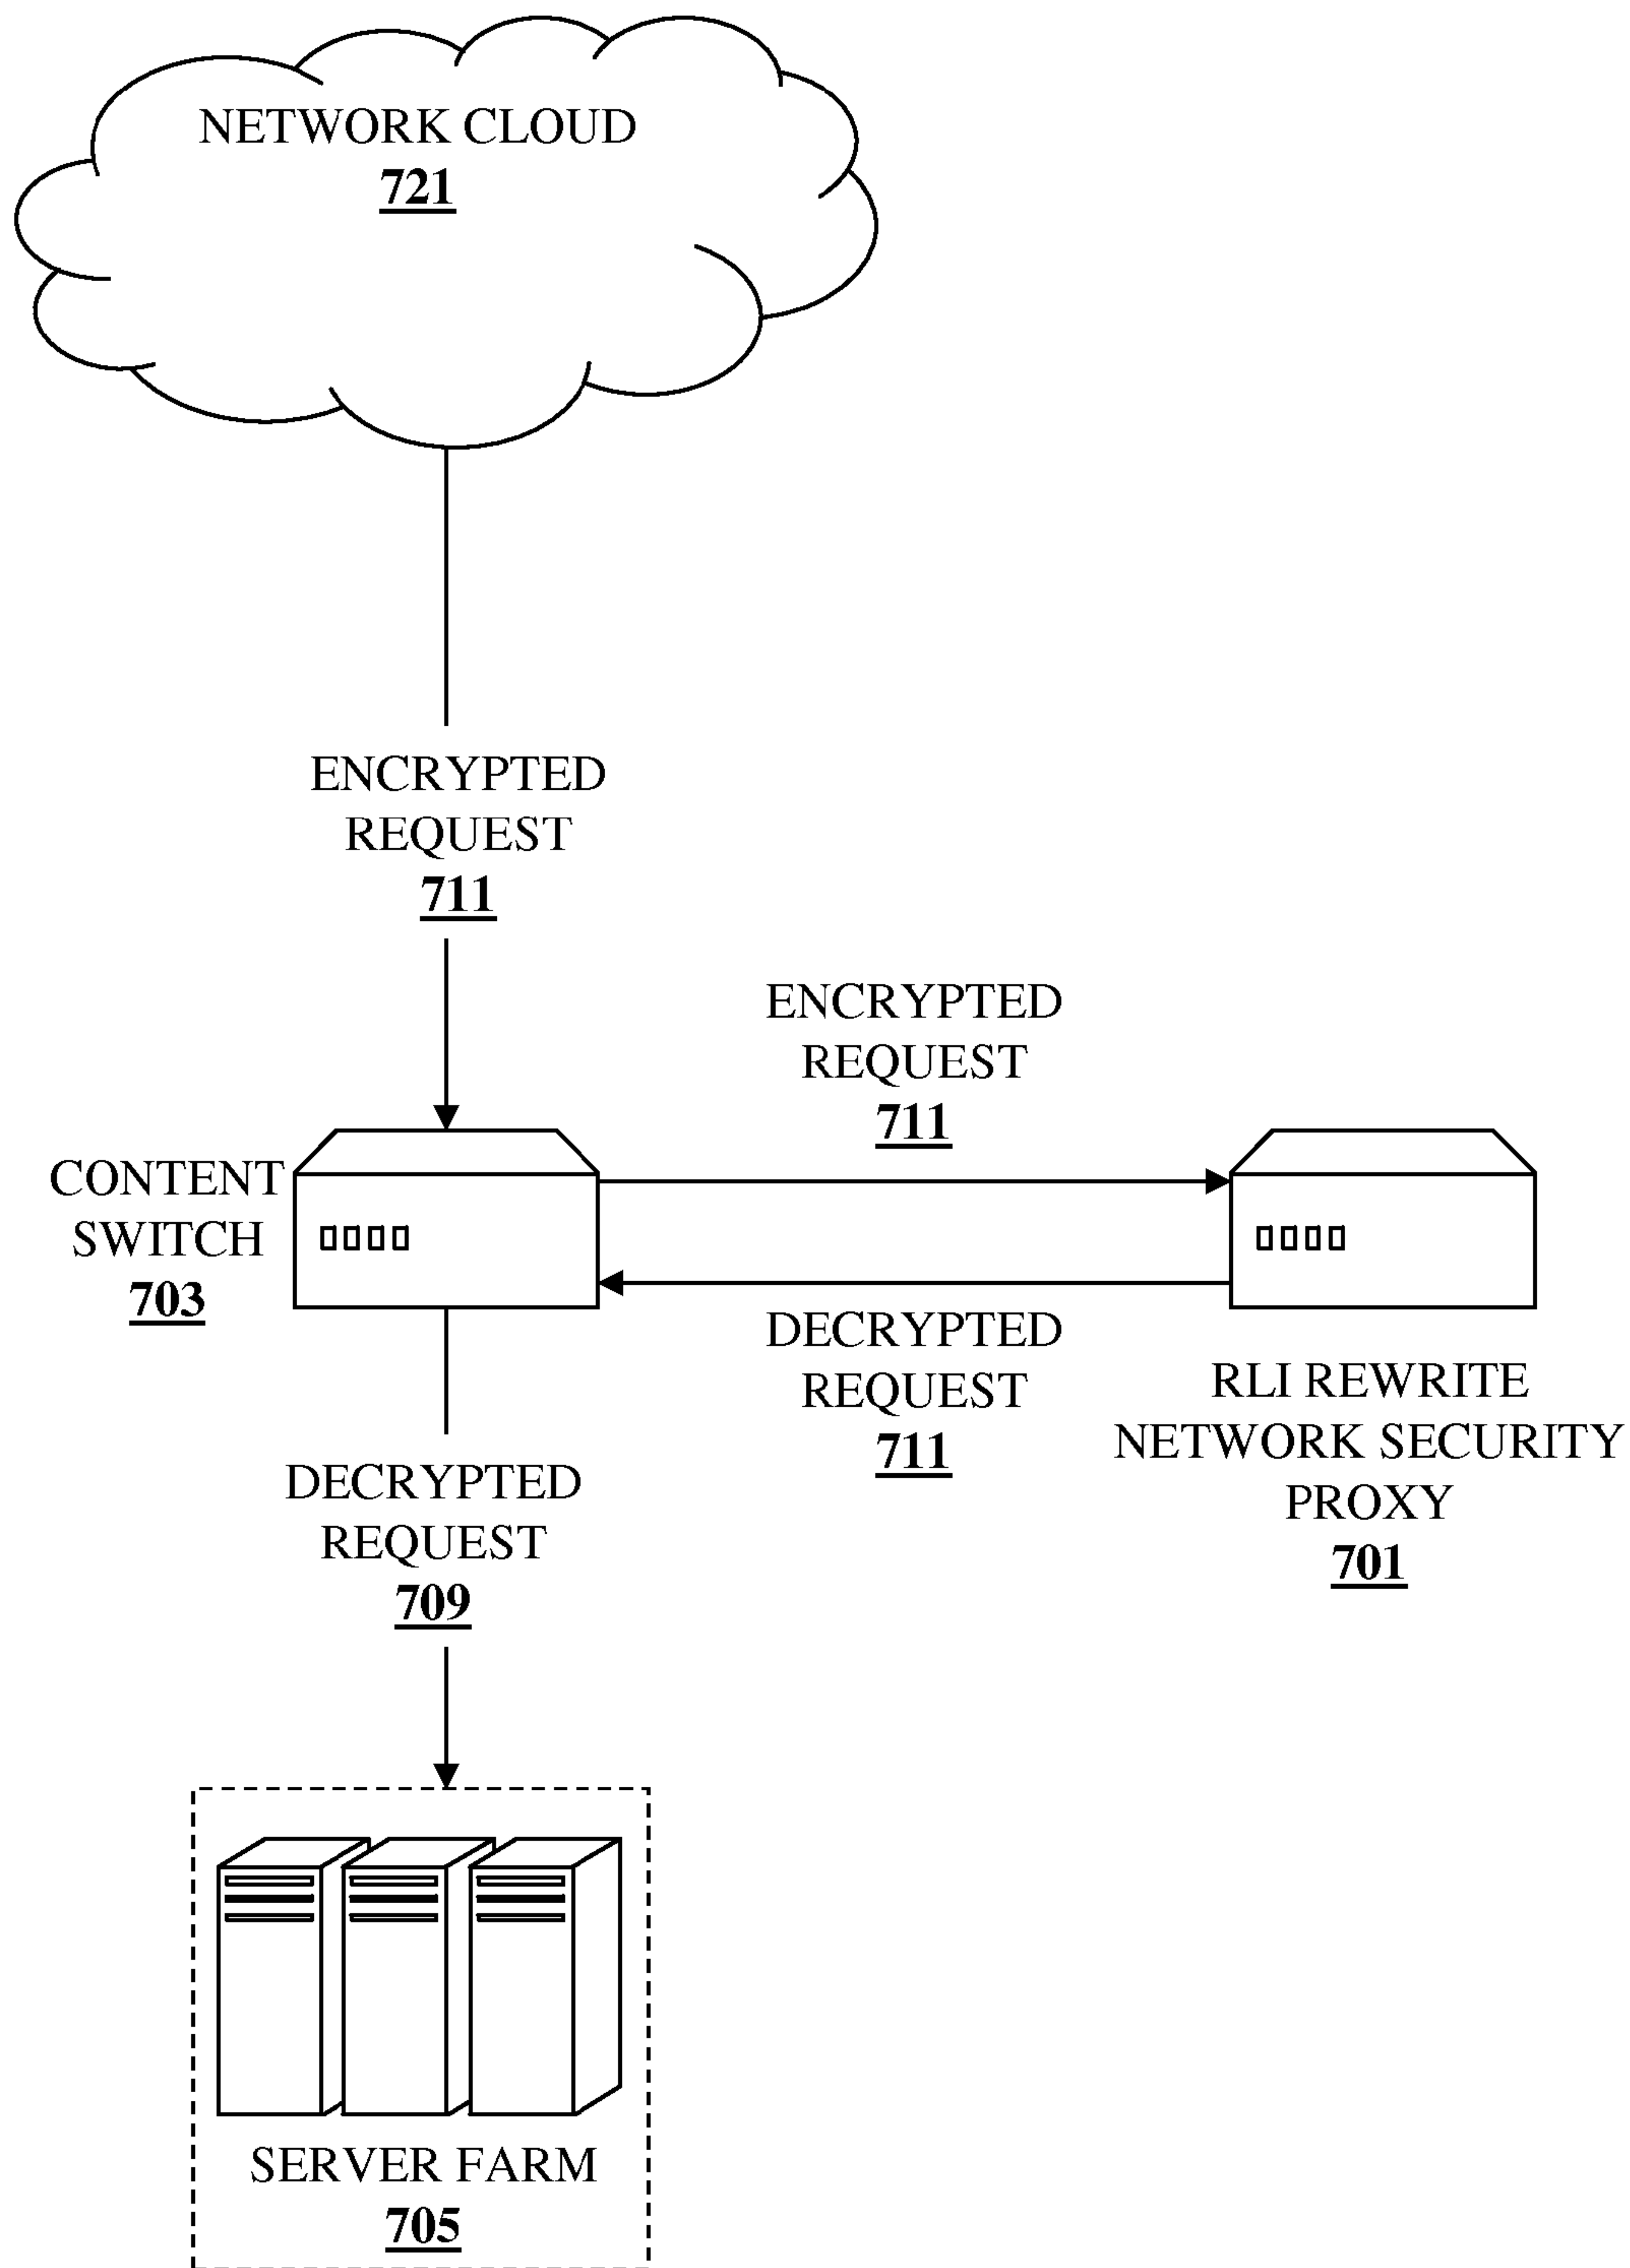 NETWORK CLOUD
721
ENCRYPTED
REQUEST
711
ENCRYPTED
REQUEST
711
CONTENT
SWITCH
703
DECRYPTED
REQUEST
711
RLI REWRITE
NETWORK SECURITY
PROXY
701
DECRYPTED
REQUEST
709
SERVER FARM
705